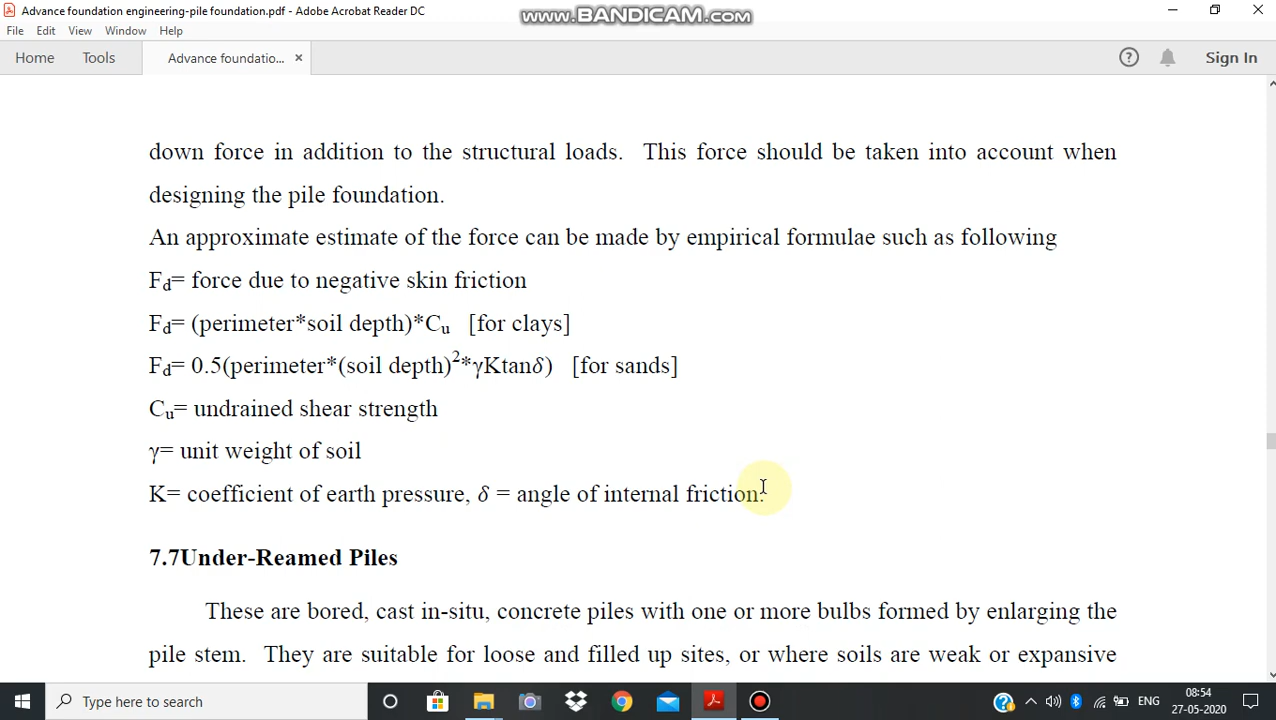 Advance foundation engineering-pile foundation.pdf - Adobe Acrobat Reader DC
www.BANDICAM.com
File Edit View Window Help
Home Tools Advance foundatio... × Sign In
down force in addition to the structural loads. This force should be taken into account when
designing the pile foundation.
An approximate estimate of the force can be made by empirical formulae such as following
Fd= force due to negative skin friction
Fd= (perimeter*soil depth)*Cu [for clays]
Fd= 0.5(perimeter*(soil depth)²*γKtanδ) [for sands]
Cu= undrained shear strength
γ= unit weight of soil
K= coefficient of earth pressure, δ = angle of internal friction.
7.7Under-Reamed Piles
These are bored, cast in-situ, concrete piles with one or more bulbs formed by enlarging the
pile stem. They are suitable for loose and filled up sites, or where soils are weak or expansive
Type here to search
ENG
08:54
27-05-2020